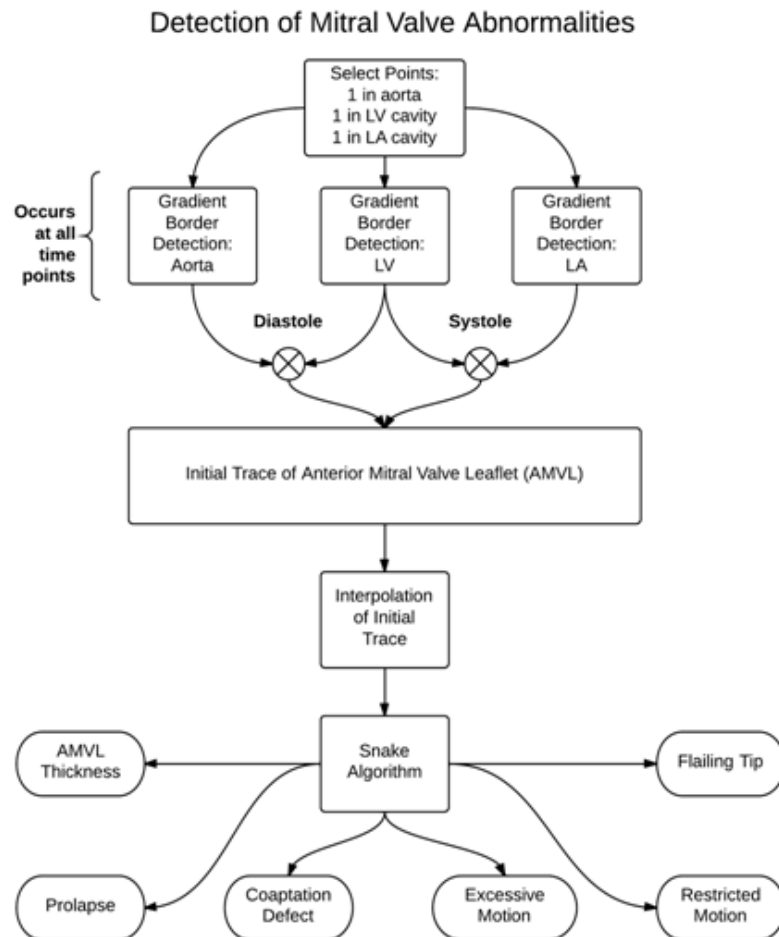 Detection of Mitral Valve Abnormalities
Select Points:
1 in aorta
1 in LV cavity
1 in LA cavity
Occurs
at all
time
points
Gradient
Border
Detection:
Aorta
Gradient
Border
Detection:
LV
Gradient
Border
Detection:
LA
Diastole
Systole
Initial Trace of Anterior Mitral Valve Leaflet (AMVL)
Interpolation
of Initial
Trace
Snake
Algorithm
AMVL
Thickness
Flailing Tip
Prolapse
Coaptation
Defect
Excessive
Motion
Restricted
Motion